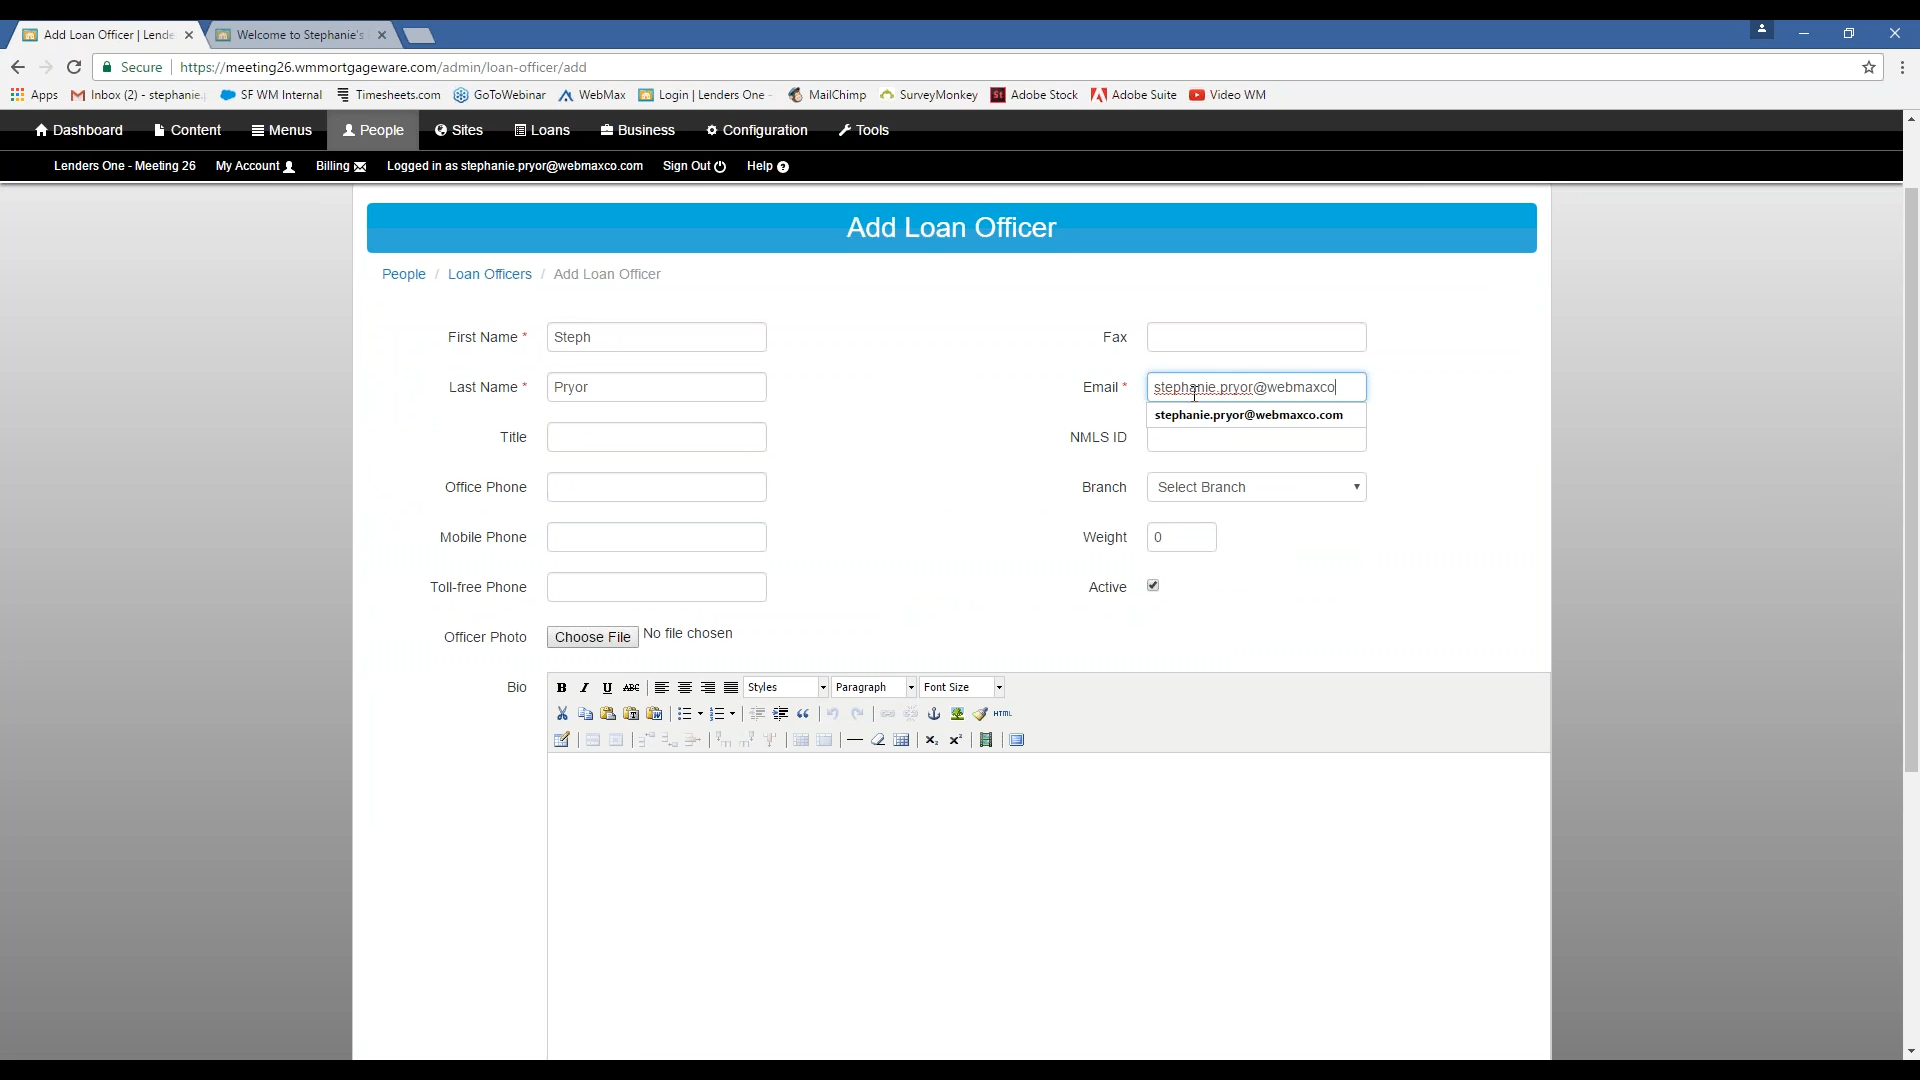 Add Loan Officer | Lende
Welcome to Stephanie's
Secure
https://meeting26.wmmortgageware.com/admin/loan-officer/add
Apps
Inbox (2) - stephanie.
SF WM Internal
Timesheets.com
GoToWebinar
WebMax
Login | Lenders One -
MailChimp
SurveyMonkey
St
Adobe Stock
Adobe Suite
Video WM
Dashboard
Content
Menus
People
Sites
Loans
Business
Configuration
Tools
Lenders One - Meeting 26
My Account
Billing
Logged in as stephanie.pryor@webmaxco.com
Sign Out
Help ?
Add Loan Officer
People / Loan Officers / Add Loan Officer
First Name * Steph
Fax
Last Name * Pryor
Email * stephanie.pryor@webmaxco
stephanie.pryor@webmaxco.com
Title
NMLS ID
Office Phone
Branch Select Branch
Mobile Phone
Weight 0
Toll-free Phone
Active
Officer Photo Choose File No file chosen
Bio
B I U ABC Styles Paragraph Font Size
HTML